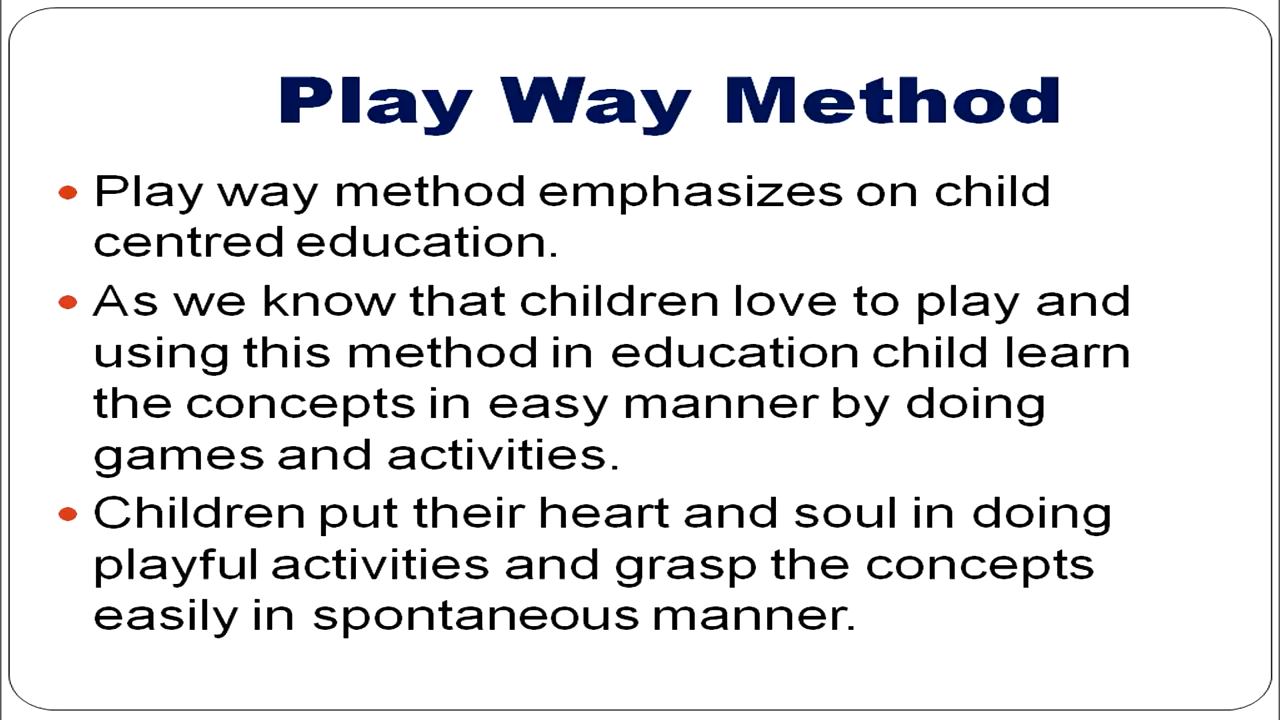 Play Way Method
• Play way method emphasizes on child
centred education.
• As we know that children love to play and
using this method in education child learn
the concepts in easy manner by doing
games and activities.
• Children put their heart and soul in doing
playful activities and grasp the concepts
easily in spontaneous manner.